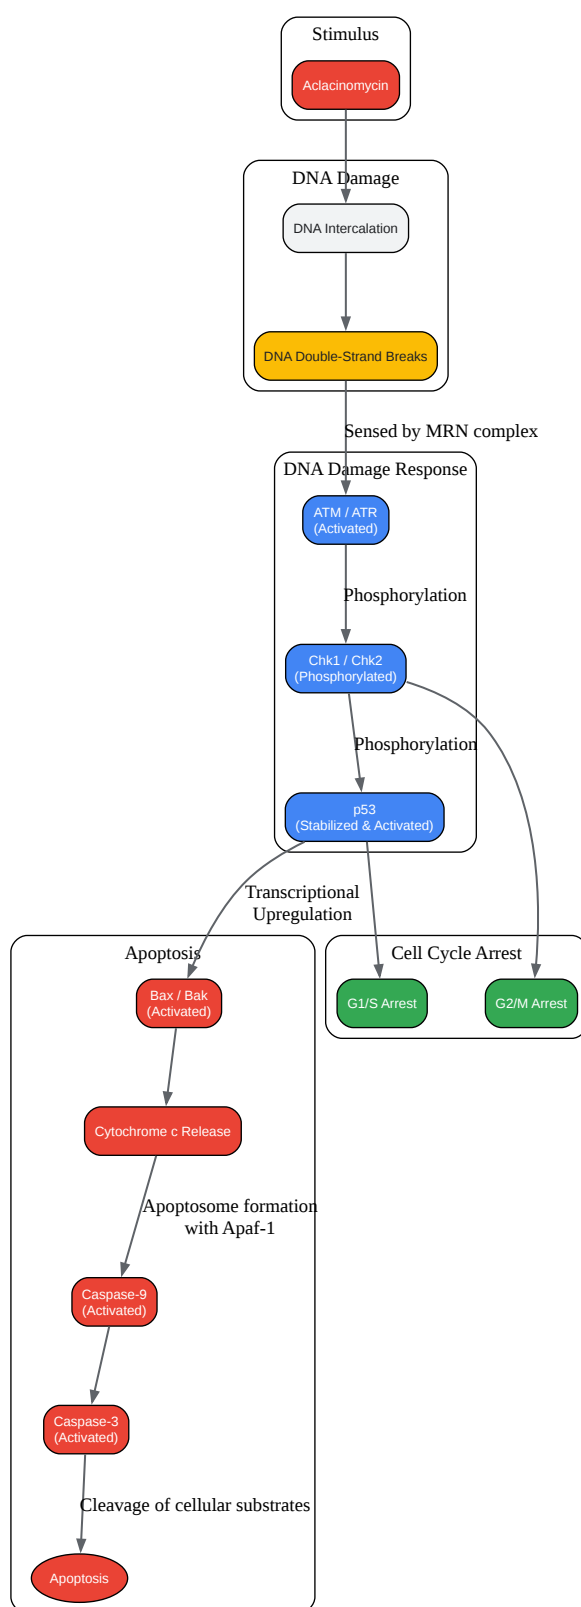 Stimulus
Aclacinomycin
DNA Damage
DNA Intercalation
DNA Double-Strand Breaks
Sensed by MRN complex
DNA Damage Response
ATM / ATR
(Activated)
Phosphorylation
Chk1 / Chk2
(Phosphorylated)
Phosphorylation
p53
(Stabilized & Activated)
Transcriptional
Upregulation
Apoptosis
Cell Cycle Arrest
Bax / Bak
(Activated)
G1/S Arrest
G2/M Arrest
Cytochrome c Release
Apoptosome formation
with Apaf-1
Caspase-9
(Activated)
Caspase-3
(Activated)
Cleavage of cellular substrates
Apoptosis